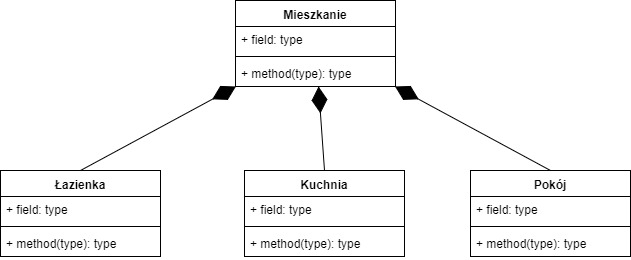 Mieszkanie
+ field: type
+ method(type): type
Łazienka
+ field: type
+ method(type): type
Kuchnia
+ field: type
+ method(type): type
Pokój
+ field: type
+ method(type): type